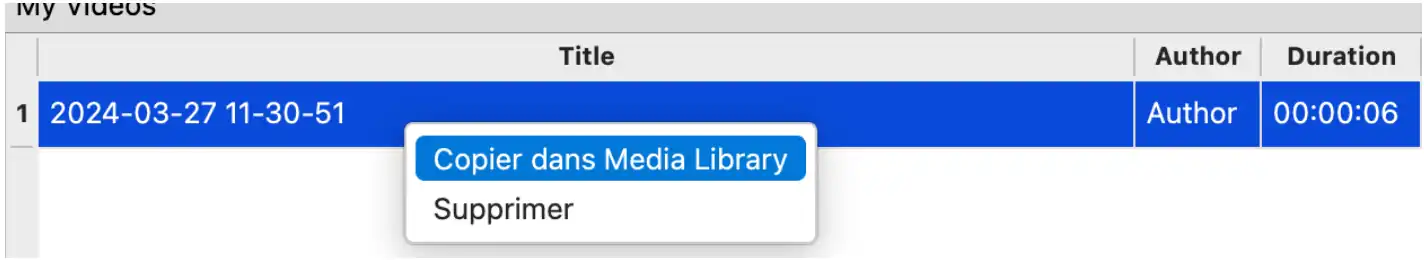 My Videos
Title Author Duration
1 2024-03-27 11-30-51 Author 00:00:06
Copier dans Media Library
Supprimer